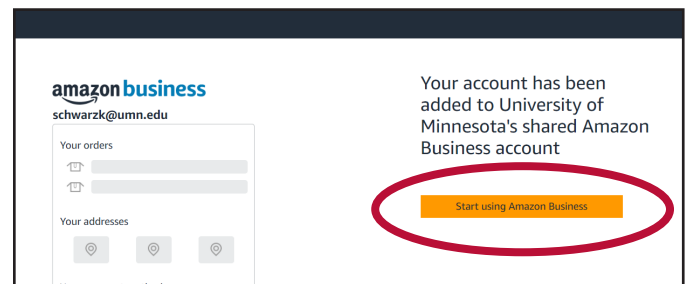 amazon business
schwarzk@umn.edu
Your orders
Your addresses
Your account has been
added to University of
Minnesota's shared Amazon
Business account
Start using Amazon Business